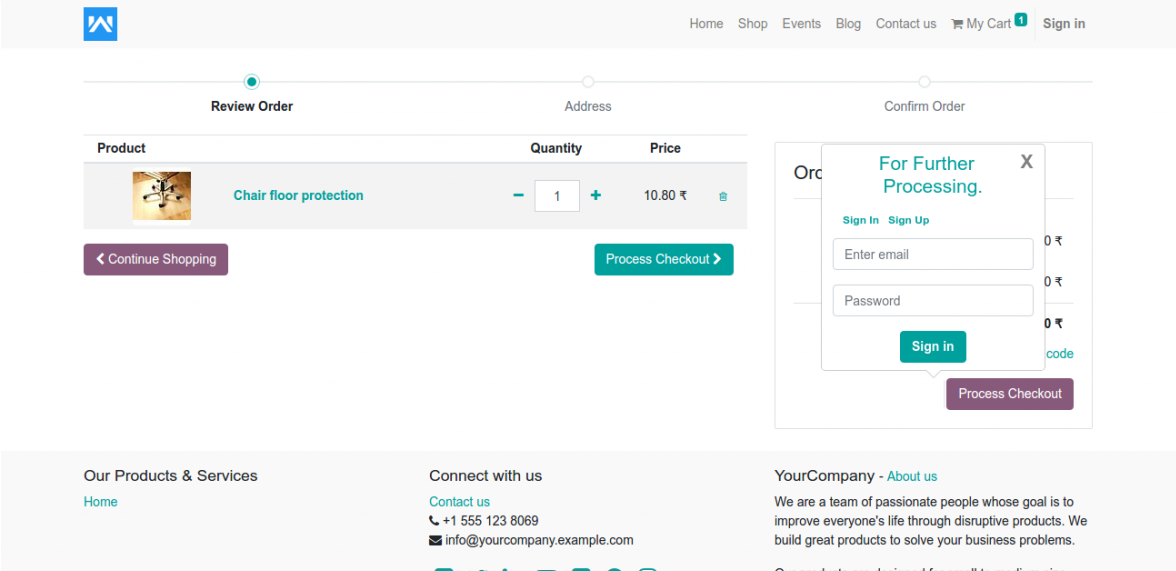 Home Shop Events Blog Contact us My Cart 1 Sign in
Review Order Address Confirm Order
Product Quantity Price
Chair floor protection 1 10.80 ₹
Continue Shopping
Process Checkout
For Further
Processing.
X
Sign In Sign Up
0 ₹
Enter email
0 ₹
Password
0 ₹
Sign in
code
Process Checkout
Our Products & Services
Home
Connect with us
Contact us
+1 555 123 8069
info@yourcompany.example.com
YourCompany - About us
We are a team of passionate people whose goal is to
improve everyone's life through disruptive products. We
build great products to solve your business problems.